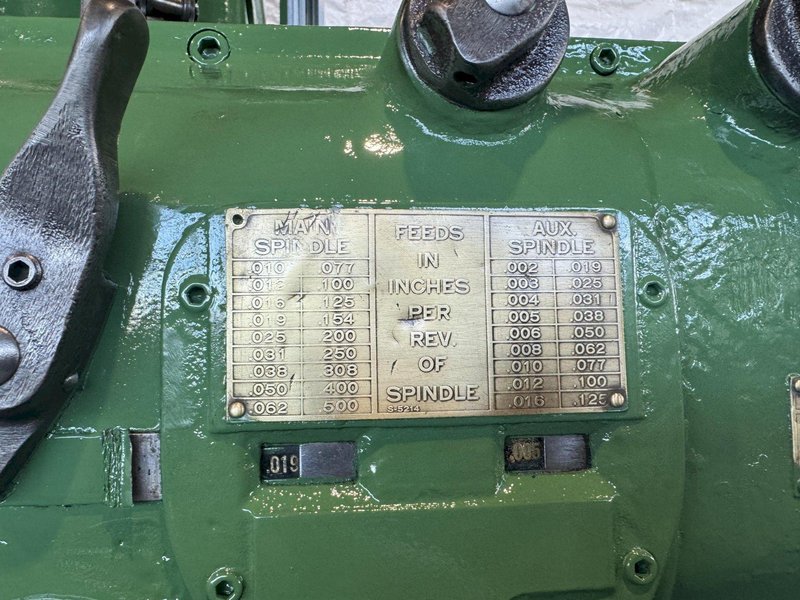 MAIN
SPINDLE
.010 .077
.012 .100
.016 .125
.019 .154
.025 .200
.031 .250
.038 .308
.050 .400
.062 .500
FEEDS
IN
INCHES
PER
REV.
OF
SPINDLE
S-5214
AUX.
SPINDLE
.002 .019
.003 .025
.004 .031
.005 .038
.006 .050
.008 .062
.010 .077
.012 .100
.016 .125
.019
.005